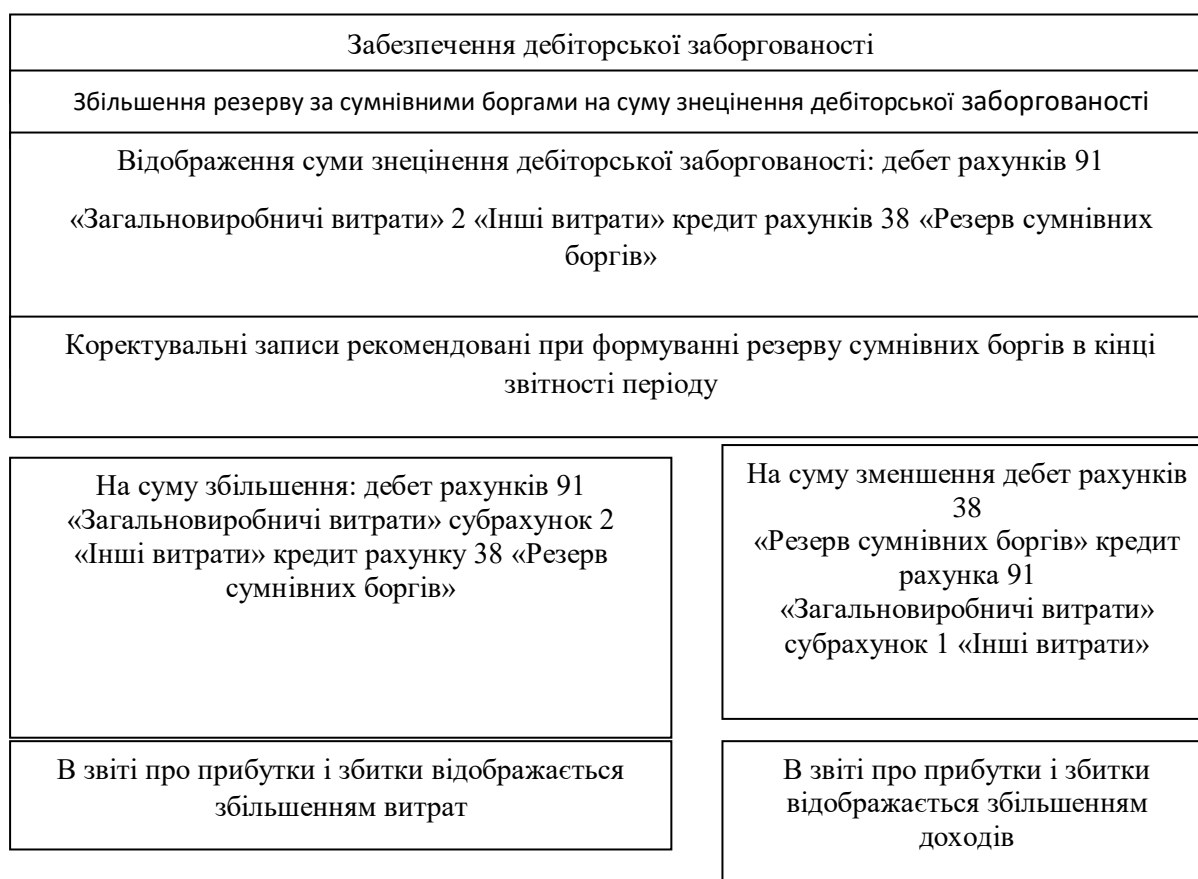 Забезпечення дебіторської заборгованості
Збільшення резерву за сумнівними боргами на суму знецінення дебіторської заборгованості
Відображення суми знецінення дебіторської заборгованості: дебет рахунків 91
«Загальновиробничі витрати» 2 «Інші витрати» кредит рахунків 38 «Резерв сумнівних
боргів»
Коректувальні записи рекомендовані при формуванні резерву сумнівних боргів в кінці
звітності періоду
На суму збільшення: дебет рахунків 91
«Загальновиробничі витрати» субрахунок 2
«Інші витрати» кредит рахунку 38 «Резерв
сумнівних боргів»
На суму зменшення дебет рахунків
38
«Резерв сумнівних боргів» кредит
рахунка 91
«Загальновиробничі витрати»
субрахунок 1 «Інші витрати»
В звіті про прибутки і збитки відображається
збільшенням витрат
В звіті про прибутки і збитки
відображається збільшенням
доходів